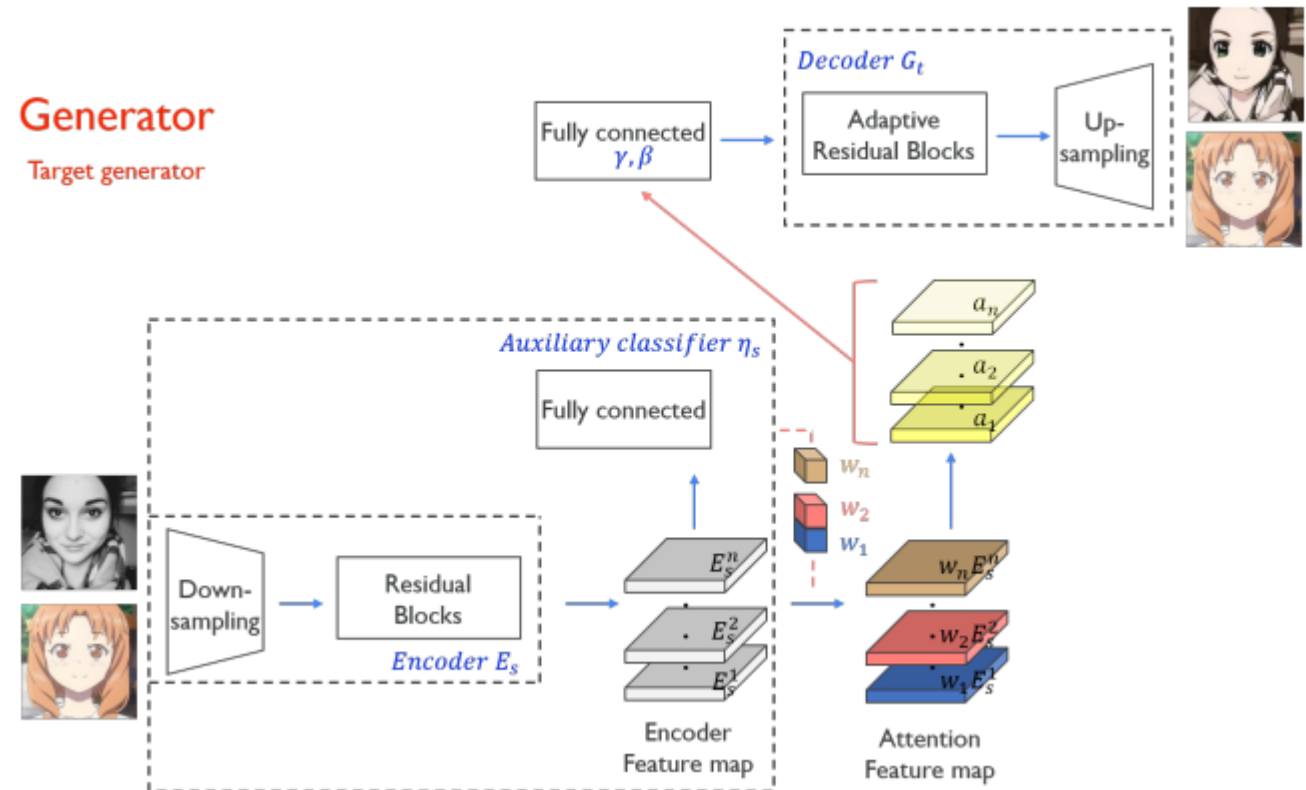 Generator
Target generator
Decoder G_t
Fully connected
γ, β
Adaptive
Residual Blocks
Up-
sampling
a_n
a_2
a_1
Auxiliary classifier η_s
Fully connected
w_n
w_2
w_1
Down-
sampling
Residual
Blocks
Encoder E_s
E_s^n
E_s^2
E_s^1
Encoder
Feature map
w_n E_s^n
w_2 E_s^2
w_1 E_s^1
Attention
Feature map